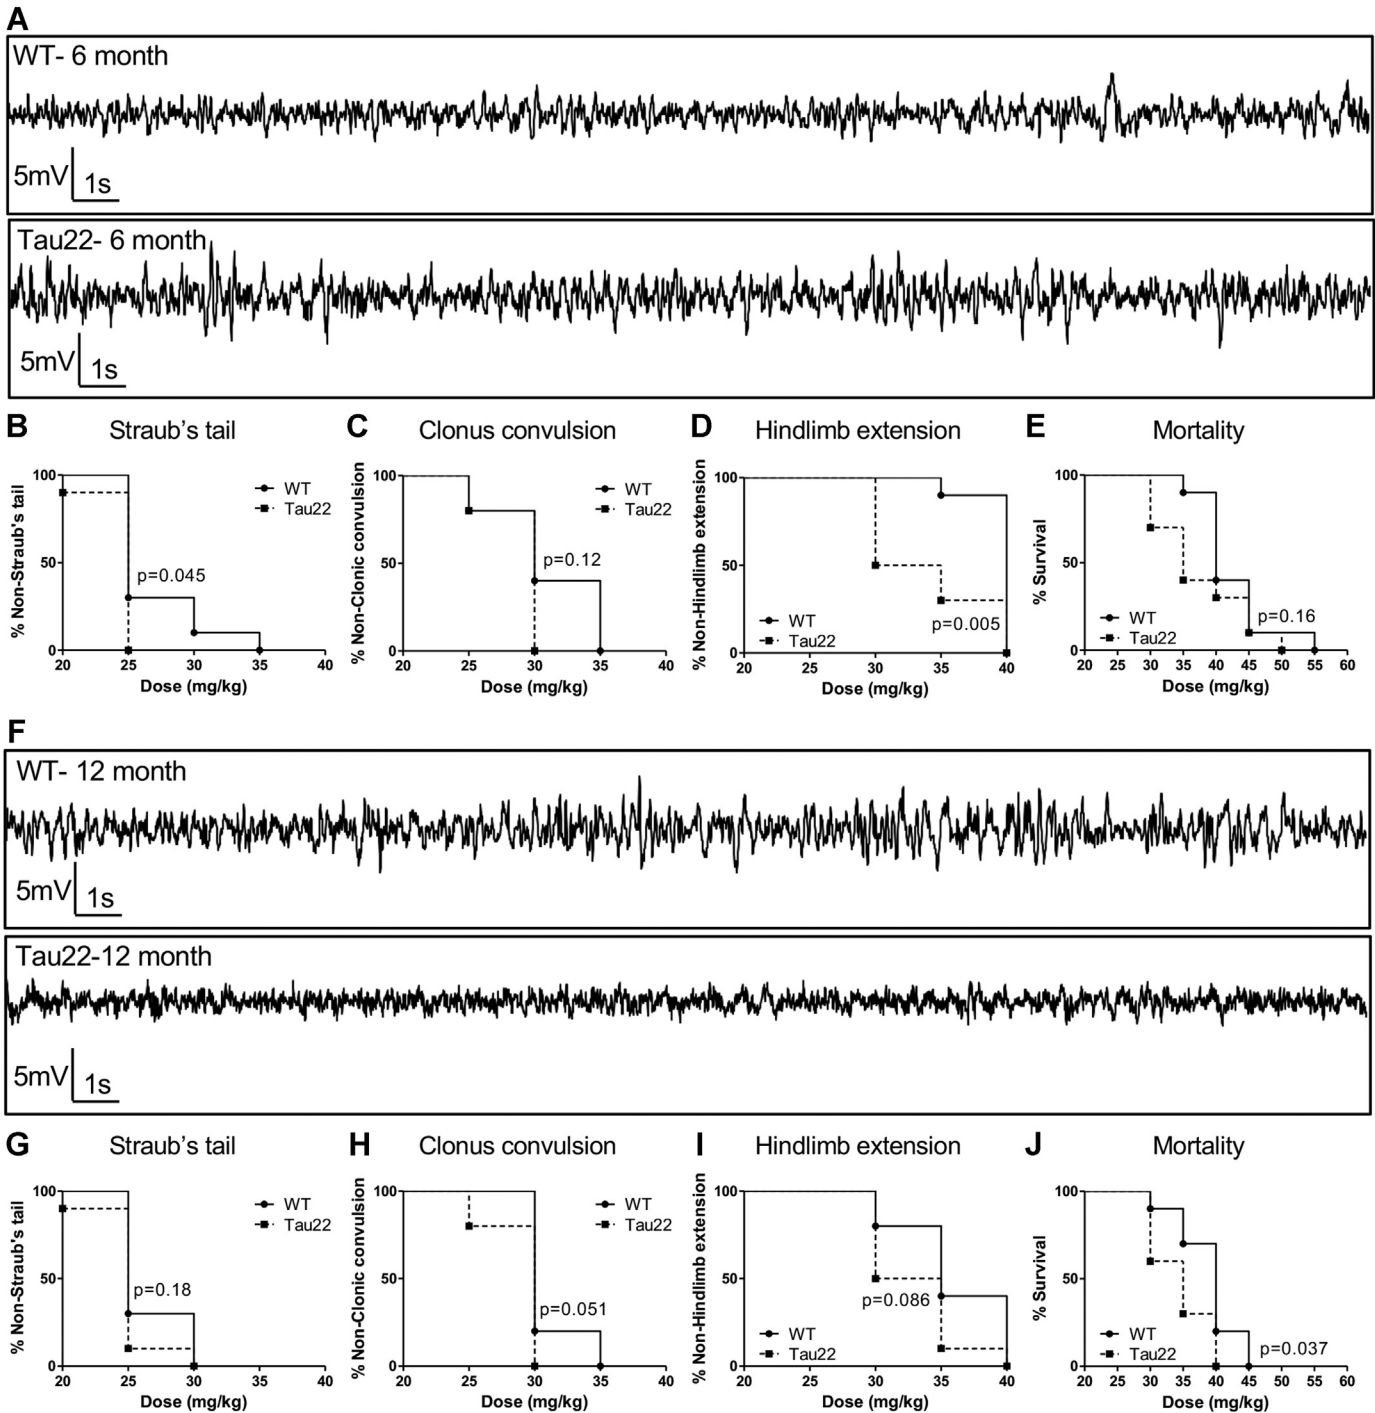 A
WT- 6 month
5mV
1s
Tau22- 6 month
5mV
1s
B
Straub's tail
% Non-Straub's tail
100
50
0
WT
Tau22
p=0.045
20 25 30 35 40
Dose (mg/kg)
C
Clonus convulsion
% Non-Clonic convulsion
100
50
0
WT
Tau22
p=0.12
20 25 30 35 40
Dose (mg/kg)
D
Hindlimb extension
% Non-Hindlimb extension
100
50
0
WT
Tau22
p=0.005
20 30 35 40
Dose (mg/kg)
E
Mortality
% Survival
100
50
0
WT
Tau22
p=0.16
20 25 30 35 40 45 50 55 60
Dose (mg/kg)
F
WT- 12 month
5mV
1s
Tau22-12 month
5mV
1s
G
Straub's tail
% Non-Straub's tail
100
50
0
WT
Tau22
p=0.18
20 25 30 35 40
Dose (mg/kg)
H
Clonus convulsion
% Non-Clonic convulsion
100
50
0
WT
Tau22
p=0.051
20 25 30 35 40
Dose (mg/kg)
I
Hindlimb extension
% Non-Hindlimb extension
100
50
0
WT
Tau22
p=0.086
20 30 35 40
Dose (mg/kg)
J
Mortality
% Survival
100
50
0
WT
Tau22
p=0.037
20 25 30 35 40 45 50 55 60
Dose (mg/kg)